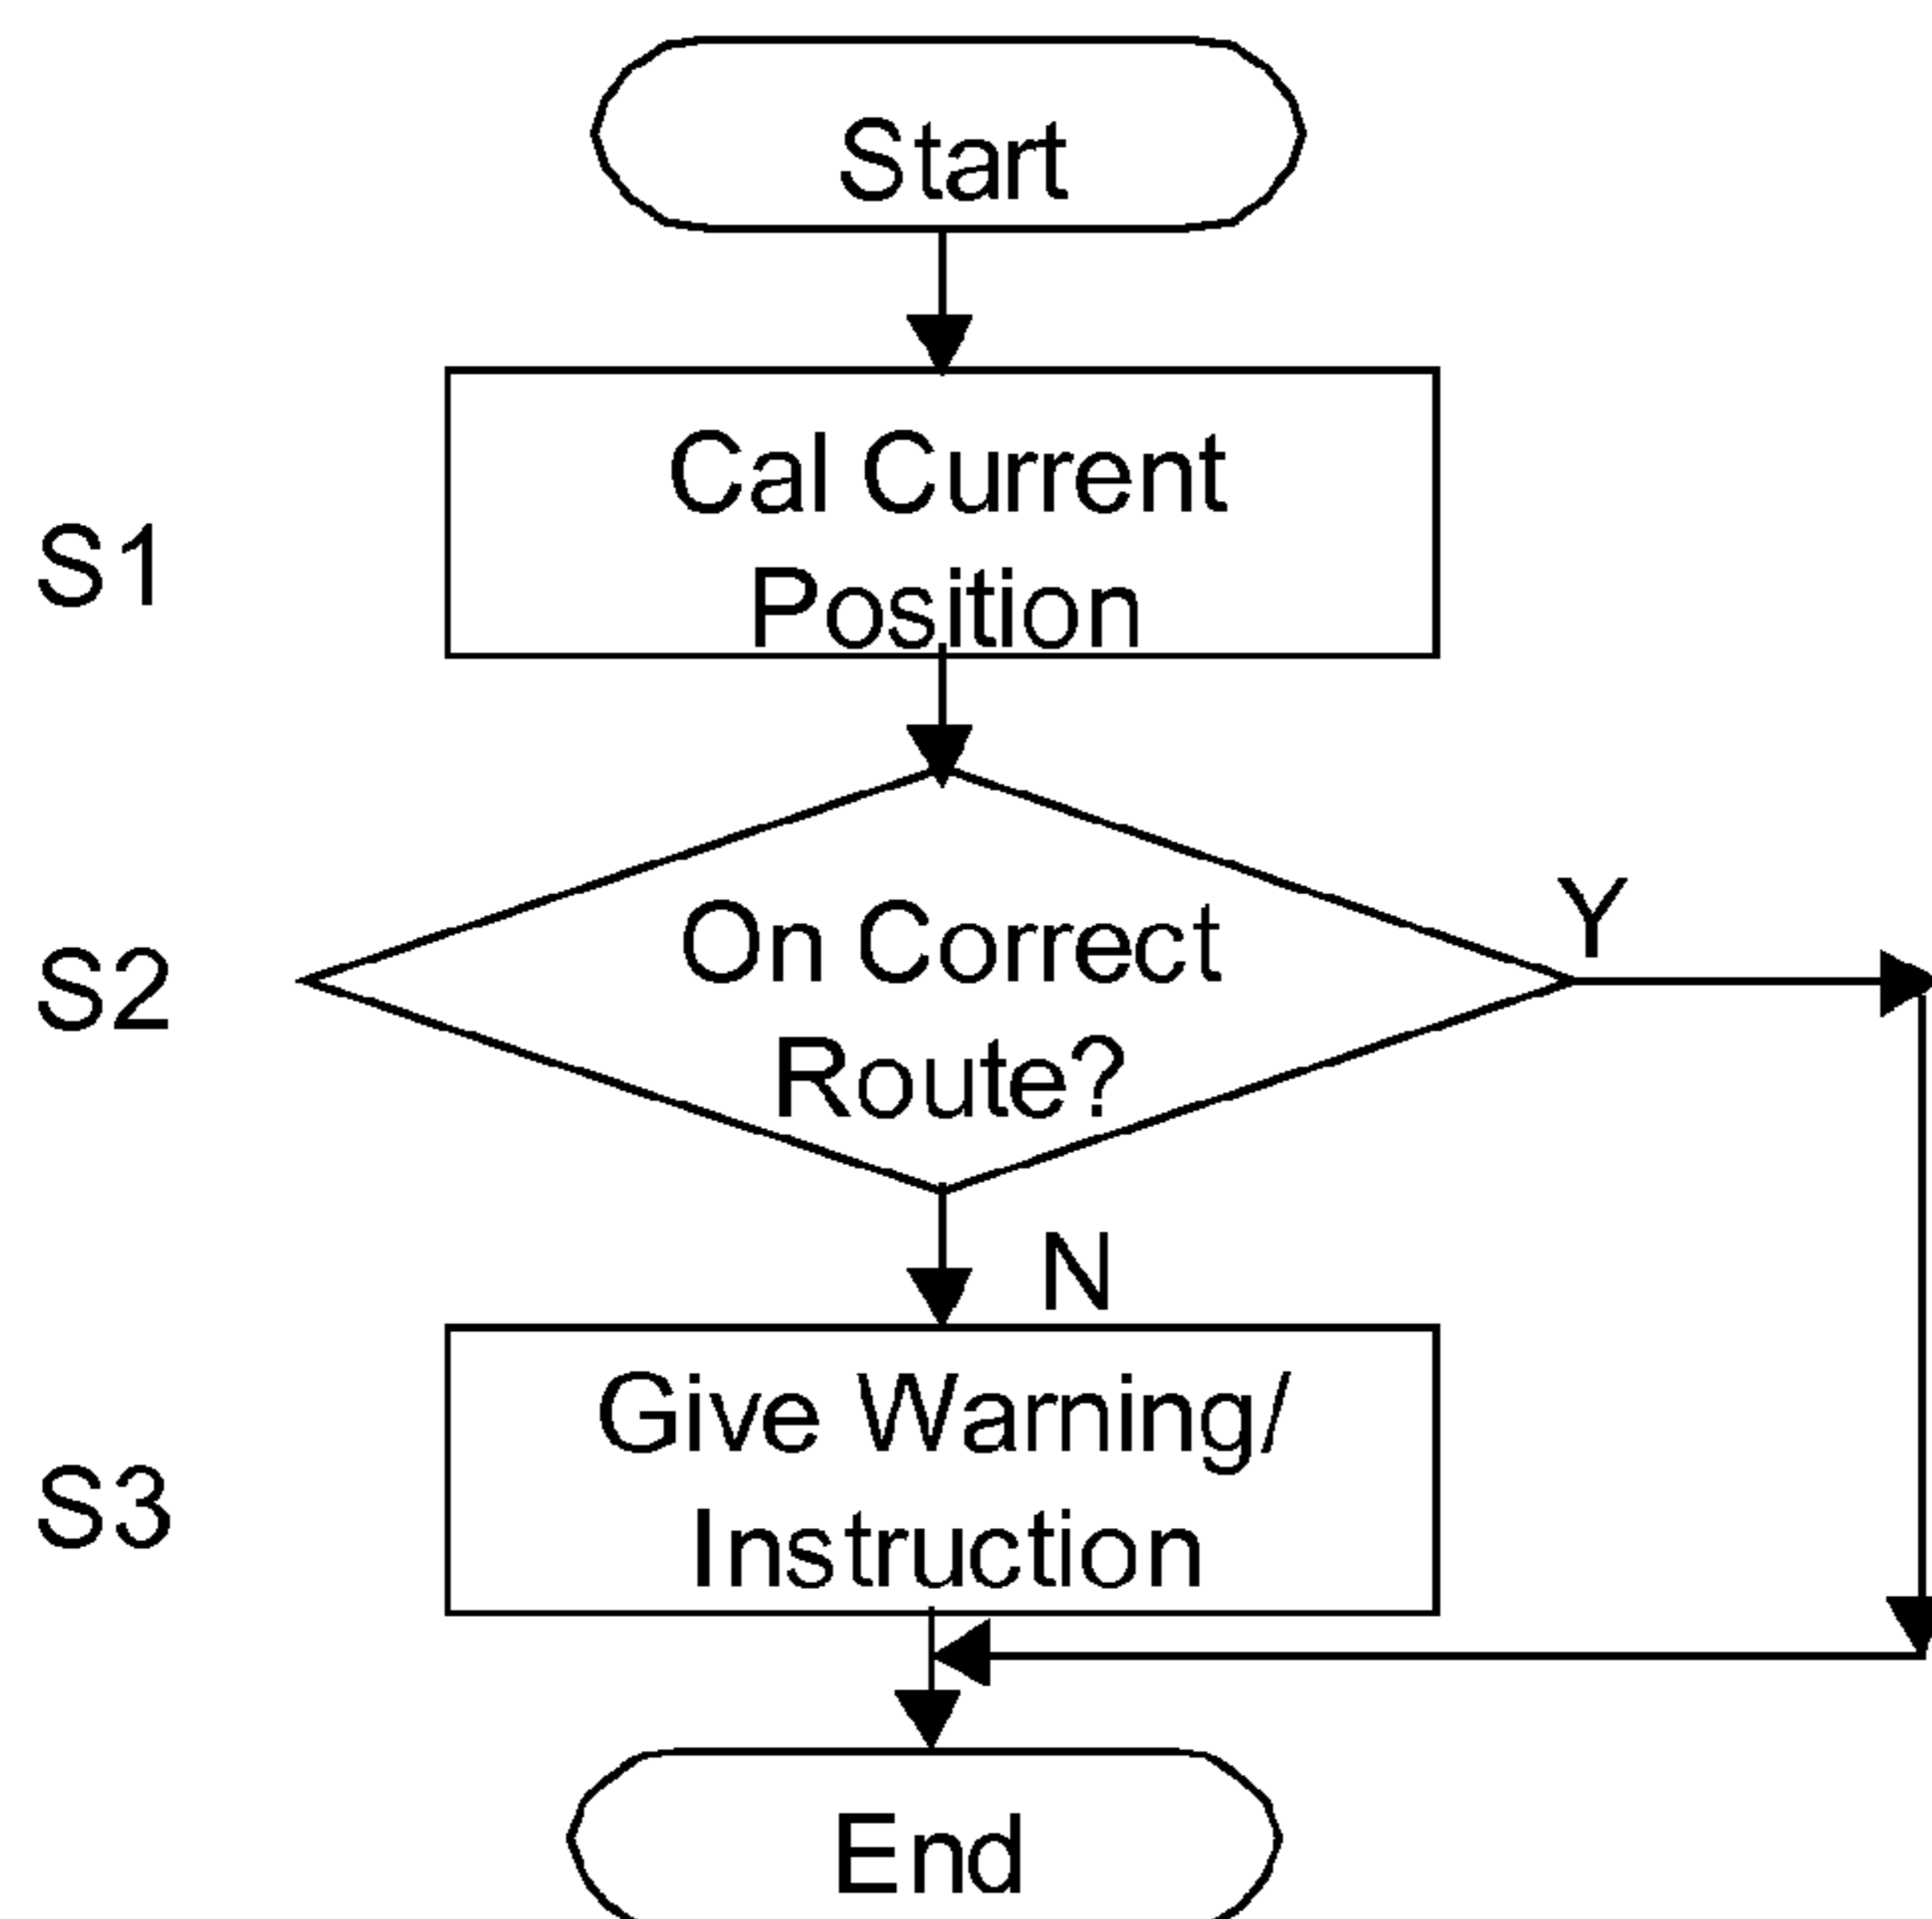 Start
Cal Current
Position
S1
On Correct
Route?
Y
S2
N
Give Warning/
Instruction
S3
End